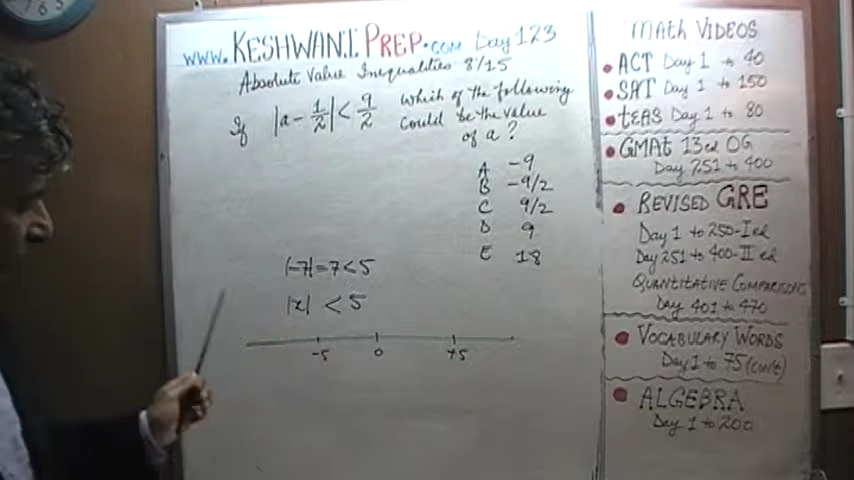 www.KESHWANIPREP.COM Day 123
Absolute Value Inequalities 8/15
If |a - 1/2| < 9/2 which of the following
could be the value
of a?
A -9
B -9/2
C 9/2
D 9
E 18
|-7| = 7 < 5
|x| < 5
-5 0 +5
MATH VIDEOS
ACT Day 1 to 40
SAT Day 1 to 150
tEAS Day 1 to 80
GMAt 13ed OG
Day 251 to 400
REVISED GRE
Day 1 to 250-I ed
Day 251 to 400-II ed
QUANTITATIVE COMPARISONS
Day 401 to 470
VOCABULARY WORDS
Day 1 to 75
ALGEBRA
Day 1 to 200
7 6 5